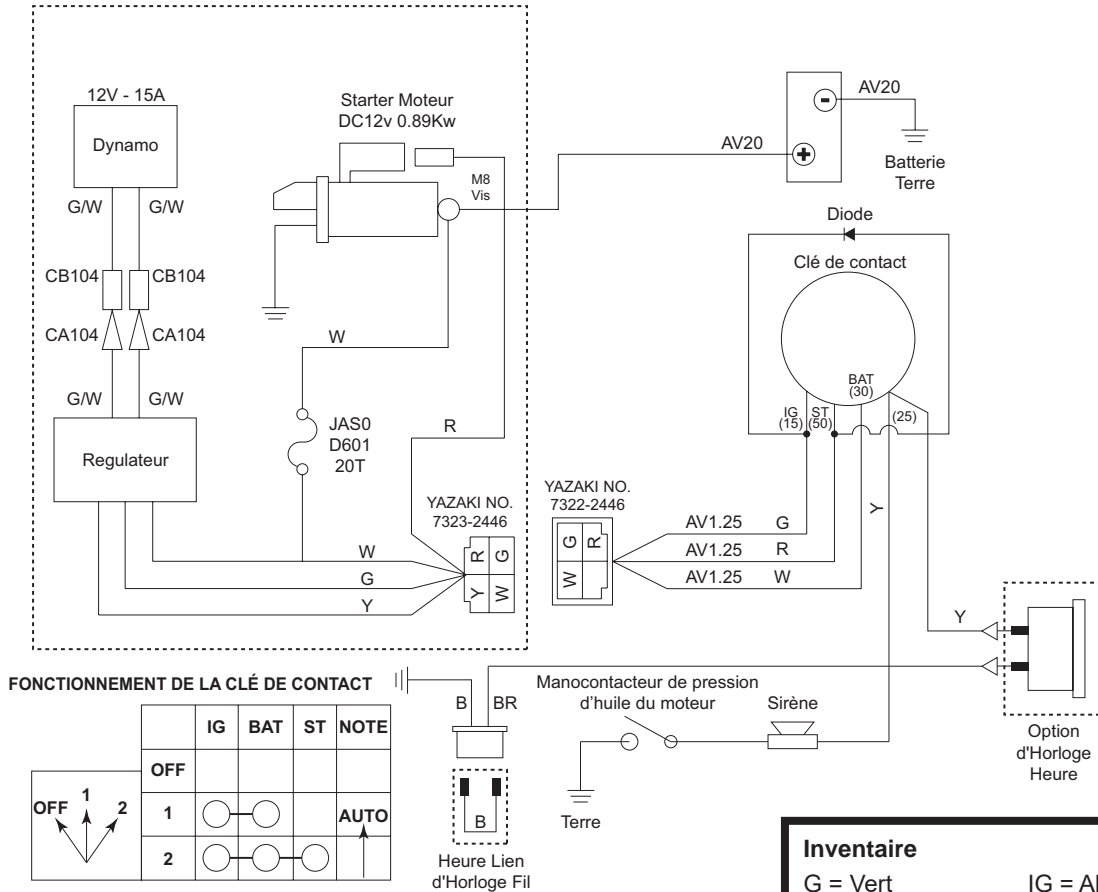 12V - 15A
Dynamo
G/W G/W
CB104 CB104
CA104 CA104
G/W G/W
Regulateur
Starter Moteur
DC12v 0.89Kw
M8
Vis
W
JAS0
D601
20T
R
YAZAKI NO.
7323-2446
W
G
Y
R G
Y W
AV20
AV20
Batterie
Terre
Diode
Clé de contact
BAT
(30)
IG
(15)
ST
(50)
(25)
YAZAKI NO.
7322-2446
G R
W
AV1.25 G
AV1.25 R
AV1.25 W
Y
Y
Option
d'Horloge
Heure
FONCTIONNEMENT DE LA CLÉ DE CONTACT
IG BAT ST NOTE
OFF
1 AUTO
2
OFF 1 2
B BR
B
Heure Lien
d'Horloge Fil
Manocontacteur de pression
d'huile du moteur
Sirène
Terre
Inventaire
G = Vert